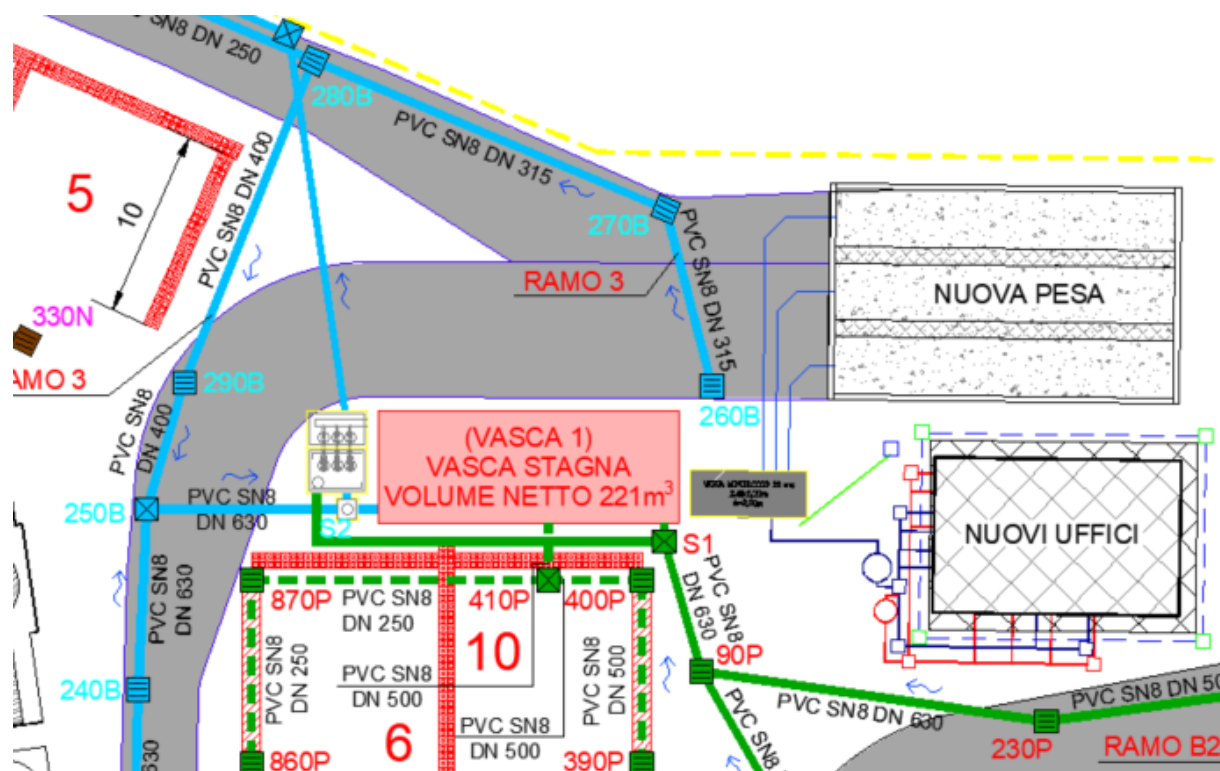 SN8 DN 250
280B
PVC SN8 DN 315
PVC SN8 DN 400
5
10
270B
RAMO 3
PVC SN8 DN 315
NUOVA PESA
330N
AMO 3
290B
260B
PVC SN8
DN 400
(VASCA 1)
VASCA STAGNA
VOLUME NETTO 221m³
250B
PVC SN8
DN 630
S2
S1
NUOVI UFFICI
PVC SN8
DN 630
870P
PVC SN8
DN 250
410P
400P
PVC SN8
DN 630
10
90P
PVC SN8
DN 250
PVC SN8
DN 500
PVC SN8
DN 500
240B
PVC SN8
DN 500
6
PVC SN8
PVC SN8 DN 630
PVC SN8 DN 50
630
860P
390P
230P
RAMO B2